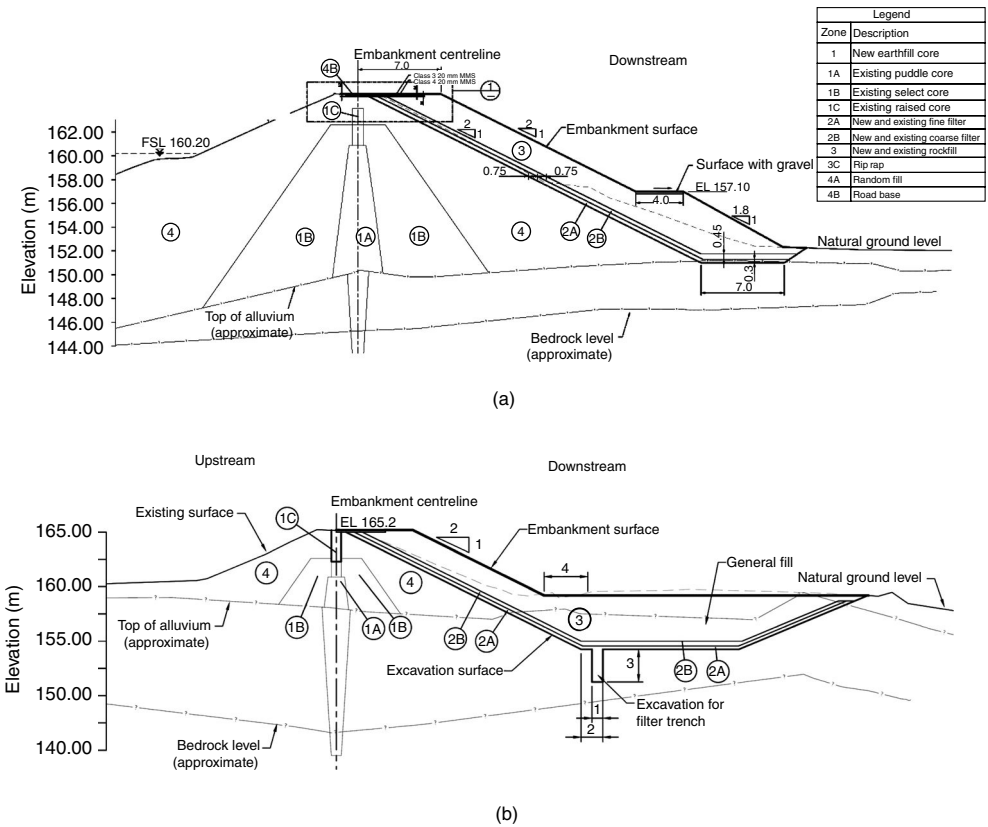 Legend
Zone Description
1 New earthfill core
1A Existing puddle core
1B Existing select core
1C Existing raised core
2A New and existing fine filter
2B New and existing coarse filter
3 New and existing rockfill
3C Rip rap
4A Random fill
4B Road base
Embankment centreline
Downstream
7.0
4B
Class 3 20 mm MMS
Class 4 20 mm MMS
1
1C
Elevation (m)
162.00
160.00
158.00
156.00
154.00
152.00
150.00
148.00
146.00
144.00
FSL 160.20
2
1
2
1
Embankment surface
3
0.75
0.75
Surface with gravel
EL 157.10
4.0
1.8
1
4
1B
1A
1B
4
2A
2B
0.45
0.3
7.0
Natural ground level
Top of alluvium
(approximate)
Bedrock level
(approximate)
(a)
Upstream
Downstream
Embankment centreline
Elevation (m)
165.00
160.00
155.00
150.00
145.00
140.00
Existing surface
1C
EL 165.2
2
1
Embankment surface
4
General fill
Natural ground level
4
4
Top of alluvium
(approximate)
1B
1A
1B
2B
2A
3
Excavation surface
3
2B
2A
1
2
Excavation for
filter trench
Bedrock level
(approximate)
(b)